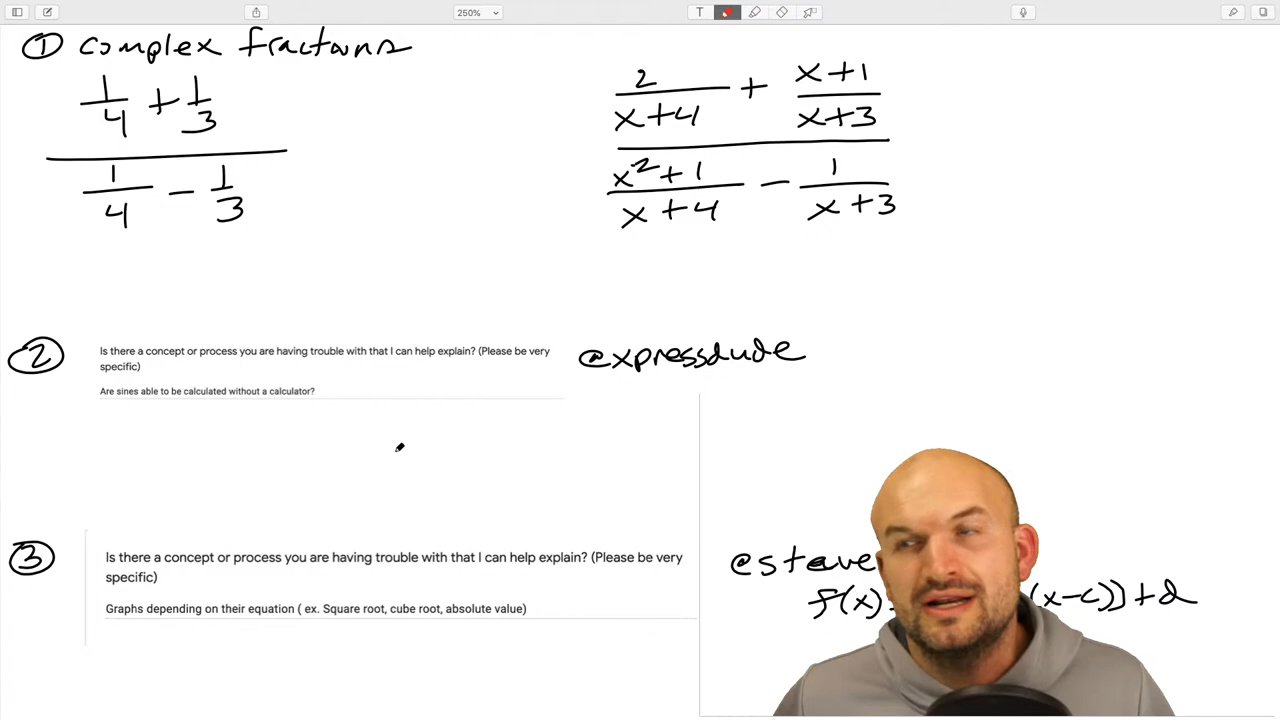 250%
T
① complex fractions
1/4 + 1/3
1/4 − 1/3
2/x+4 + x+1/x+3
x²+1/x+4 − 1/x+3
②
Is there a concept or process you are having trouble with that I can help explain? (Please be very
specific)
Are sines able to be calculated without a calculator?
@xpressdude
③
Is there a concept or process you are having trouble with that I can help explain? (Please be very
specific)
Graphs depending on their equation ( ex. Square root, cube root, absolute value)
f(x) (x-c))+d